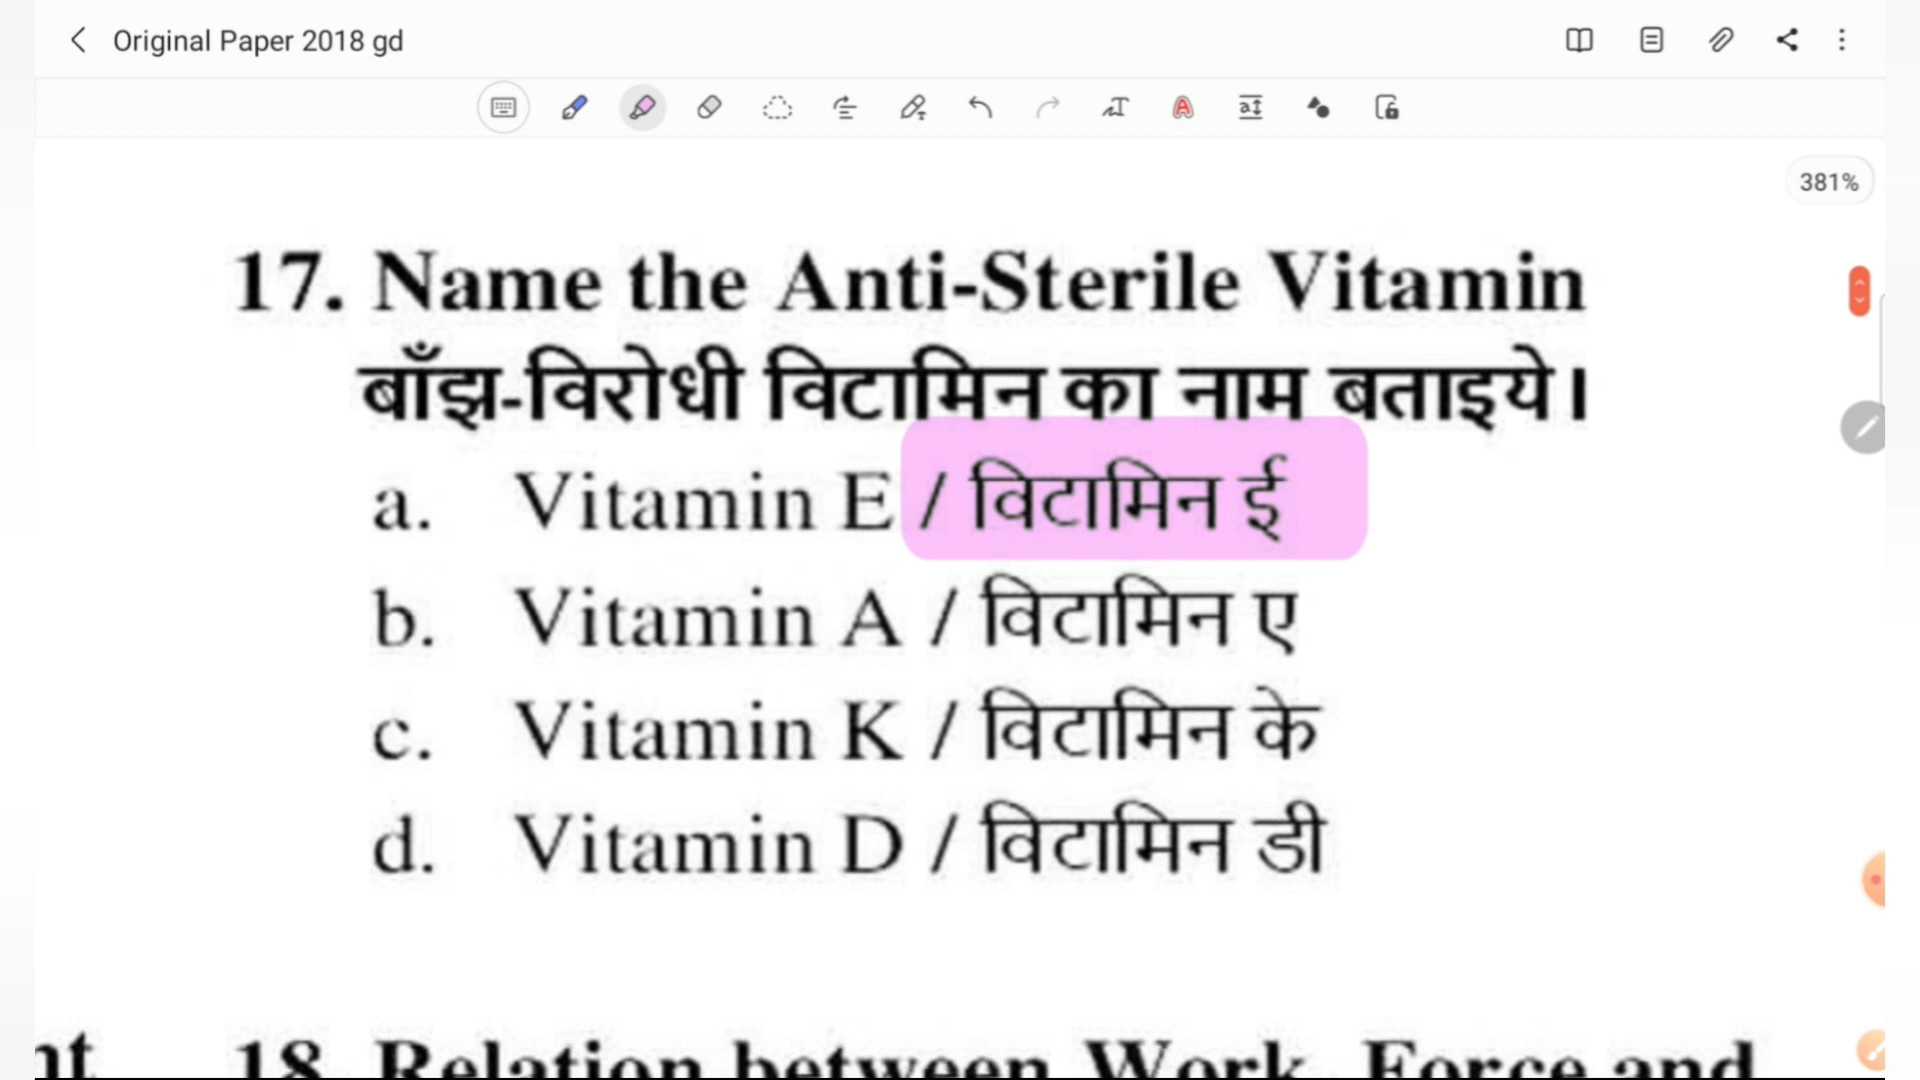 Original Paper 2018 gd
381%
17. Name the Anti-Sterile Vitamin
बाँझ-विरोधी विटामिन का नाम बताइये।
a. Vitamin E / विटामिन ई
b. Vitamin A / विटामिन ए
c. Vitamin K / विटामिन के
d. Vitamin D / विटामिन डी
18. Relation between Work, Force and